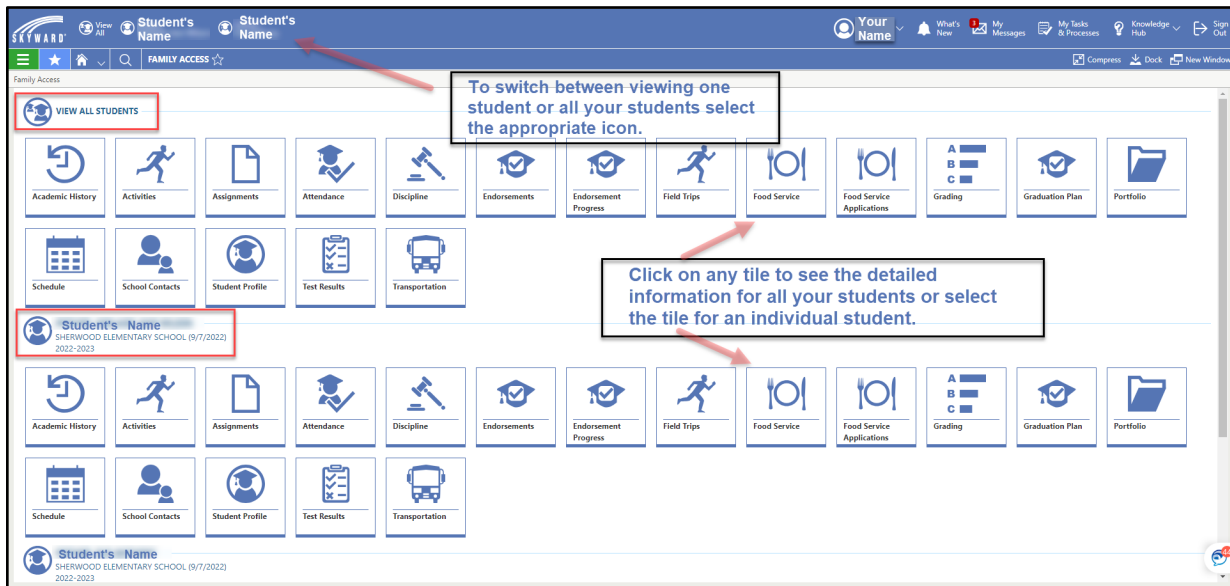 SKYWARD
View All
Student's Name
Student's Name
Your Name
What's New
3
My Messages
My Tasks & Processes
Knowledge Hub
Sign Out
FAMILY ACCESS
Compress
Dock
New Window
Family Access
To switch between viewing one
student or all your students select
the appropriate icon.
VIEW ALL STUDENTS
A
B
C
Academic History
Activities
Assignments
Attendance
Discipline
Endorsements
Endorsement Progress
Field Trips
Food Service
Food Service Applications
Grading
Graduation Plan
Portfolio
Schedule
School Contacts
Student Profile
Test Results
Transportation
Click on any tile to see the detailed
information for all your students or select
the tile for an individual student.
Student's Name
SHERWOOD ELEMENTARY SCHOOL (9/7/2022)
2022-2023
A
B
C
Academic History
Activities
Assignments
Attendance
Discipline
Endorsements
Endorsement Progress
Field Trips
Food Service
Food Service Applications
Grading
Graduation Plan
Portfolio
Schedule
School Contacts
Student Profile
Test Results
Transportation
Student's Name
SHERWOOD ELEMENTARY SCHOOL (9/7/2022)
2022-2023